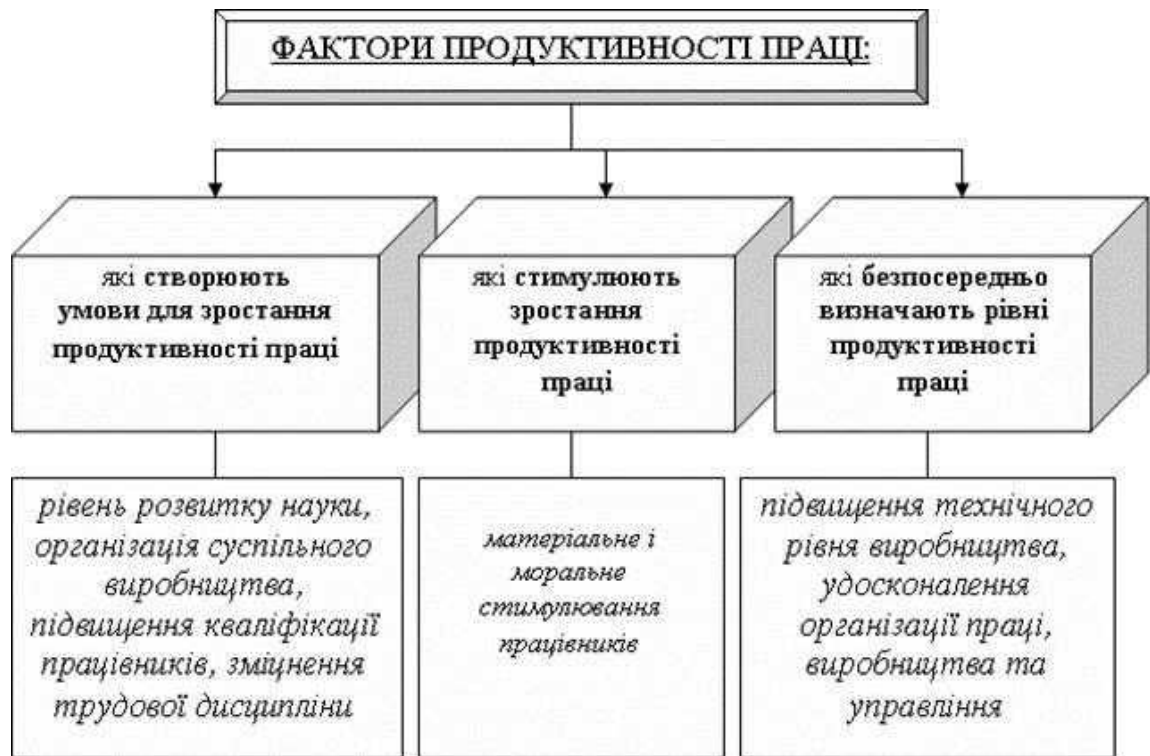 ФАКТОРИ ПРОДУКТИВНОСТІ ПРАЦІ:
які створюють
умови для зростання
продуктивності праці
які стимулюють
зростання
продуктивності
праці
які безпосередньо
визначають рівні
продуктивності
праці
рівень розвитку науки,
організація суспільного
виробництва,
підвищення кваліфікації
працівників, зміцнення
трудової дисципліни
матеріальне і
моральне
стимулювання
працівників
підвищення технічного
рівня виробництва,
удосконалення
організації праці,
виробництва та
управління